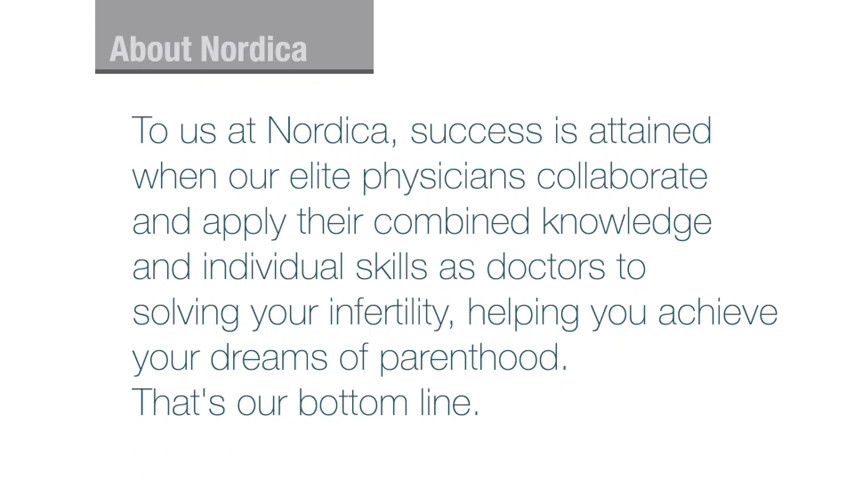 About Nordica
To us at Nordica, success is attained
when our elite physicians collaborate
and apply their combined knowledge
and individual skills as doctors to
solving your infertility, helping you achieve
your dreams of parenthood.
That's our bottom line.